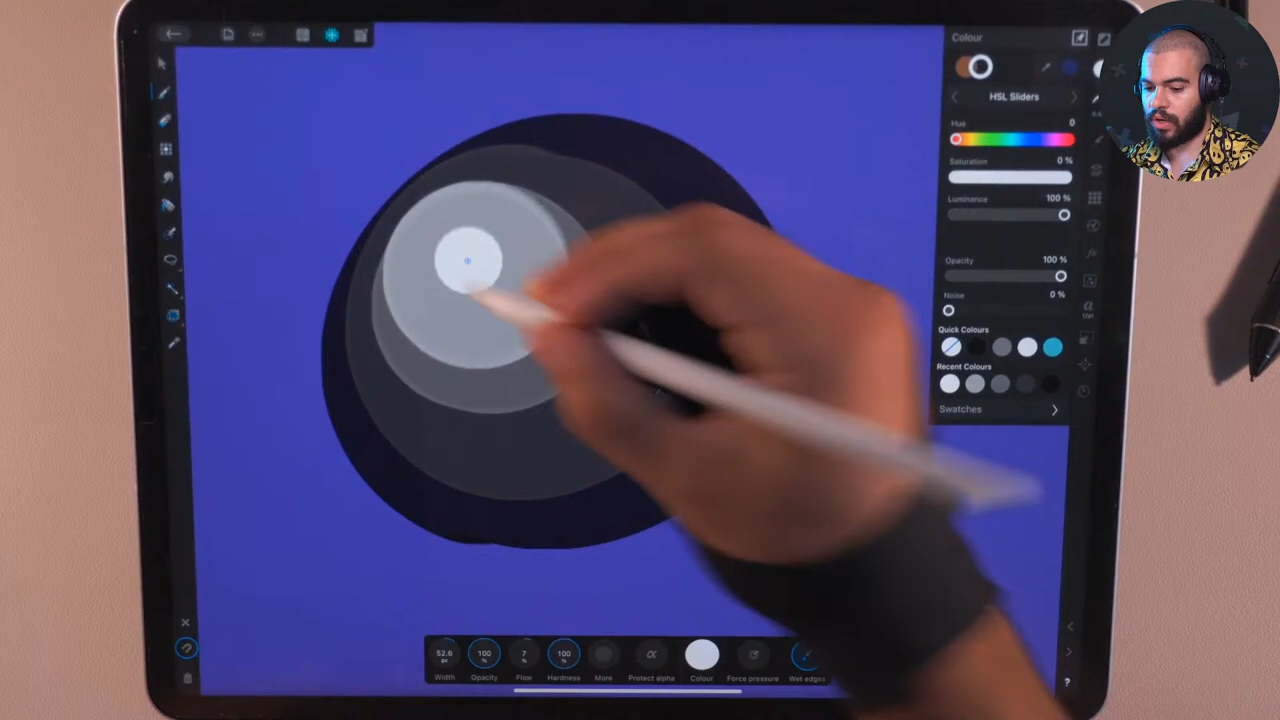 Colour
HSL Sliders
Hue 0
Saturation 0 %
Luminance 100 %
Opacity 100 %
Noise 0 %
Quick Colours
Recent Colours
Swatches
52.6 px
100 %
7 %
100 %
Width Opacity Flow Hardness More Protect alpha Colour Force pressure Wet edges
?